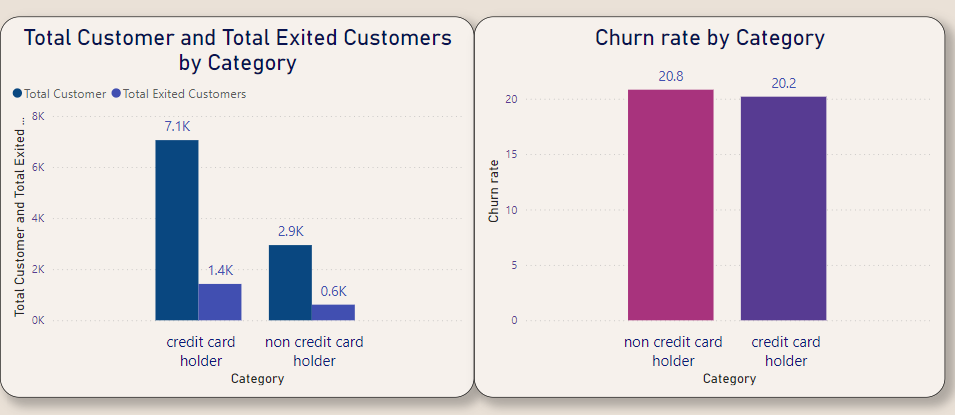 Total Customer and Total Exited Customers
by Category
Total Customer Total Exited Customers
Total Customer and Total Exited ...
8K
6K
4K
2K
0K
7.1K
1.4K
2.9K
0.6K
credit card
holder
non credit card
holder
Category
Churn rate by Category
Churn rate
20
15
10
5
0
20.8
20.2
non credit card
holder
credit card
holder
Category